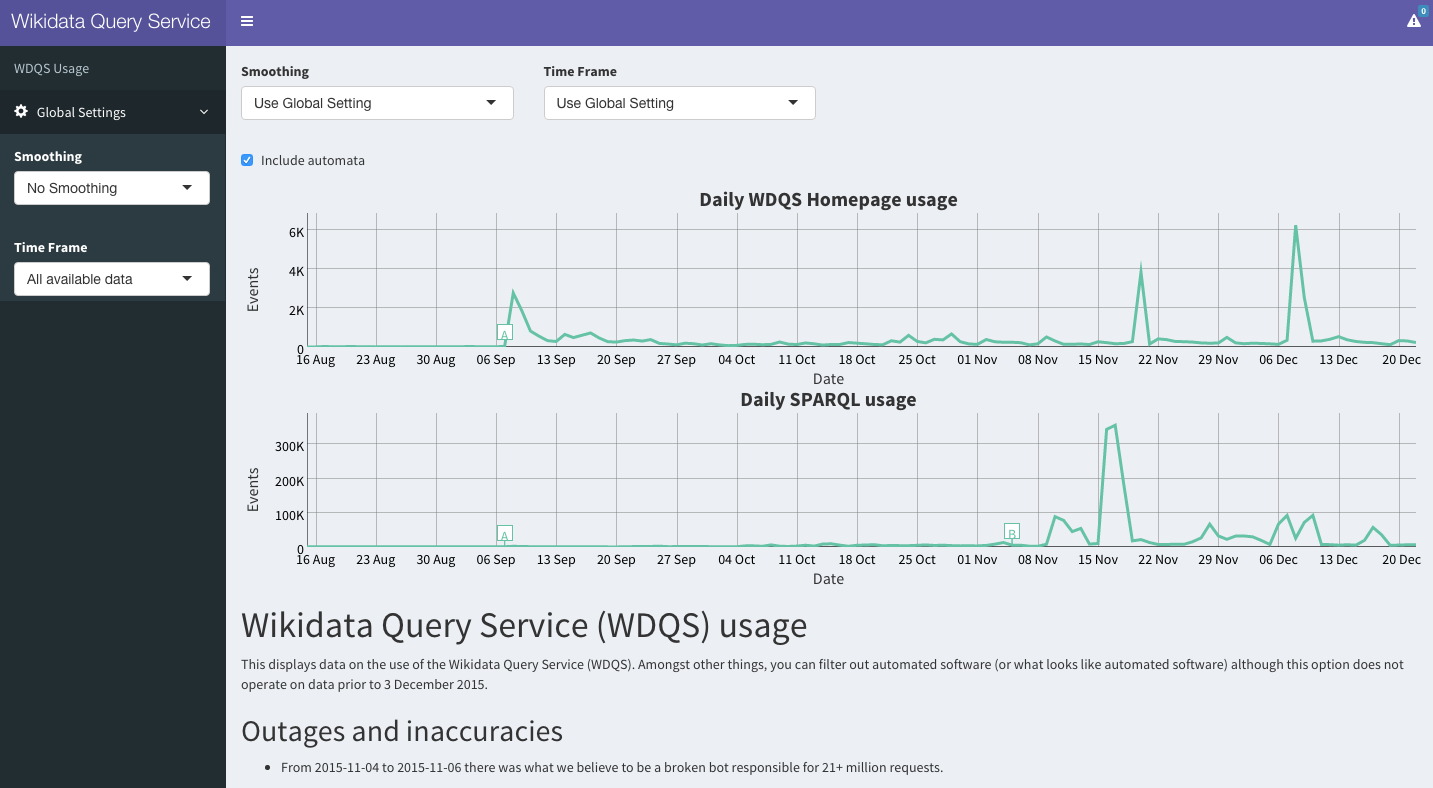 Wikidata Query Service
0
WDQS Usage
Global Settings
Smoothing
No Smoothing
Time Frame
All available data
Smoothing
Time Frame
Use Global Setting
Use Global Setting
Include automata
Daily WDQS Homepage usage
6K
4K
2K
0
Events
A
16 Aug 23 Aug 30 Aug 06 Sep 13 Sep 20 Sep 27 Sep 04 Oct 11 Oct 18 Oct 25 Oct 01 Nov 08 Nov 15 Nov 22 Nov 29 Nov 06 Dec 13 Dec 20 Dec
Date
Daily SPARQL usage
300K
200K
100K
0
Events
A
B
16 Aug 23 Aug 30 Aug 06 Sep 13 Sep 20 Sep 27 Sep 04 Oct 11 Oct 18 Oct 25 Oct 01 Nov 08 Nov 15 Nov 22 Nov 29 Nov 06 Dec 13 Dec 20 Dec
Date
Wikidata Query Service (WDQS) usage
This displays data on the use of the Wikidata Query Service (WDQS). Amongst other things, you can filter out automated software (or what looks like automated software) although this option does not
operate on data prior to 3 December 2015.
Outages and inaccuracies
From 2015-11-04 to 2015-11-06 there was what we believe to be a broken bot responsible for 21+ million requests.